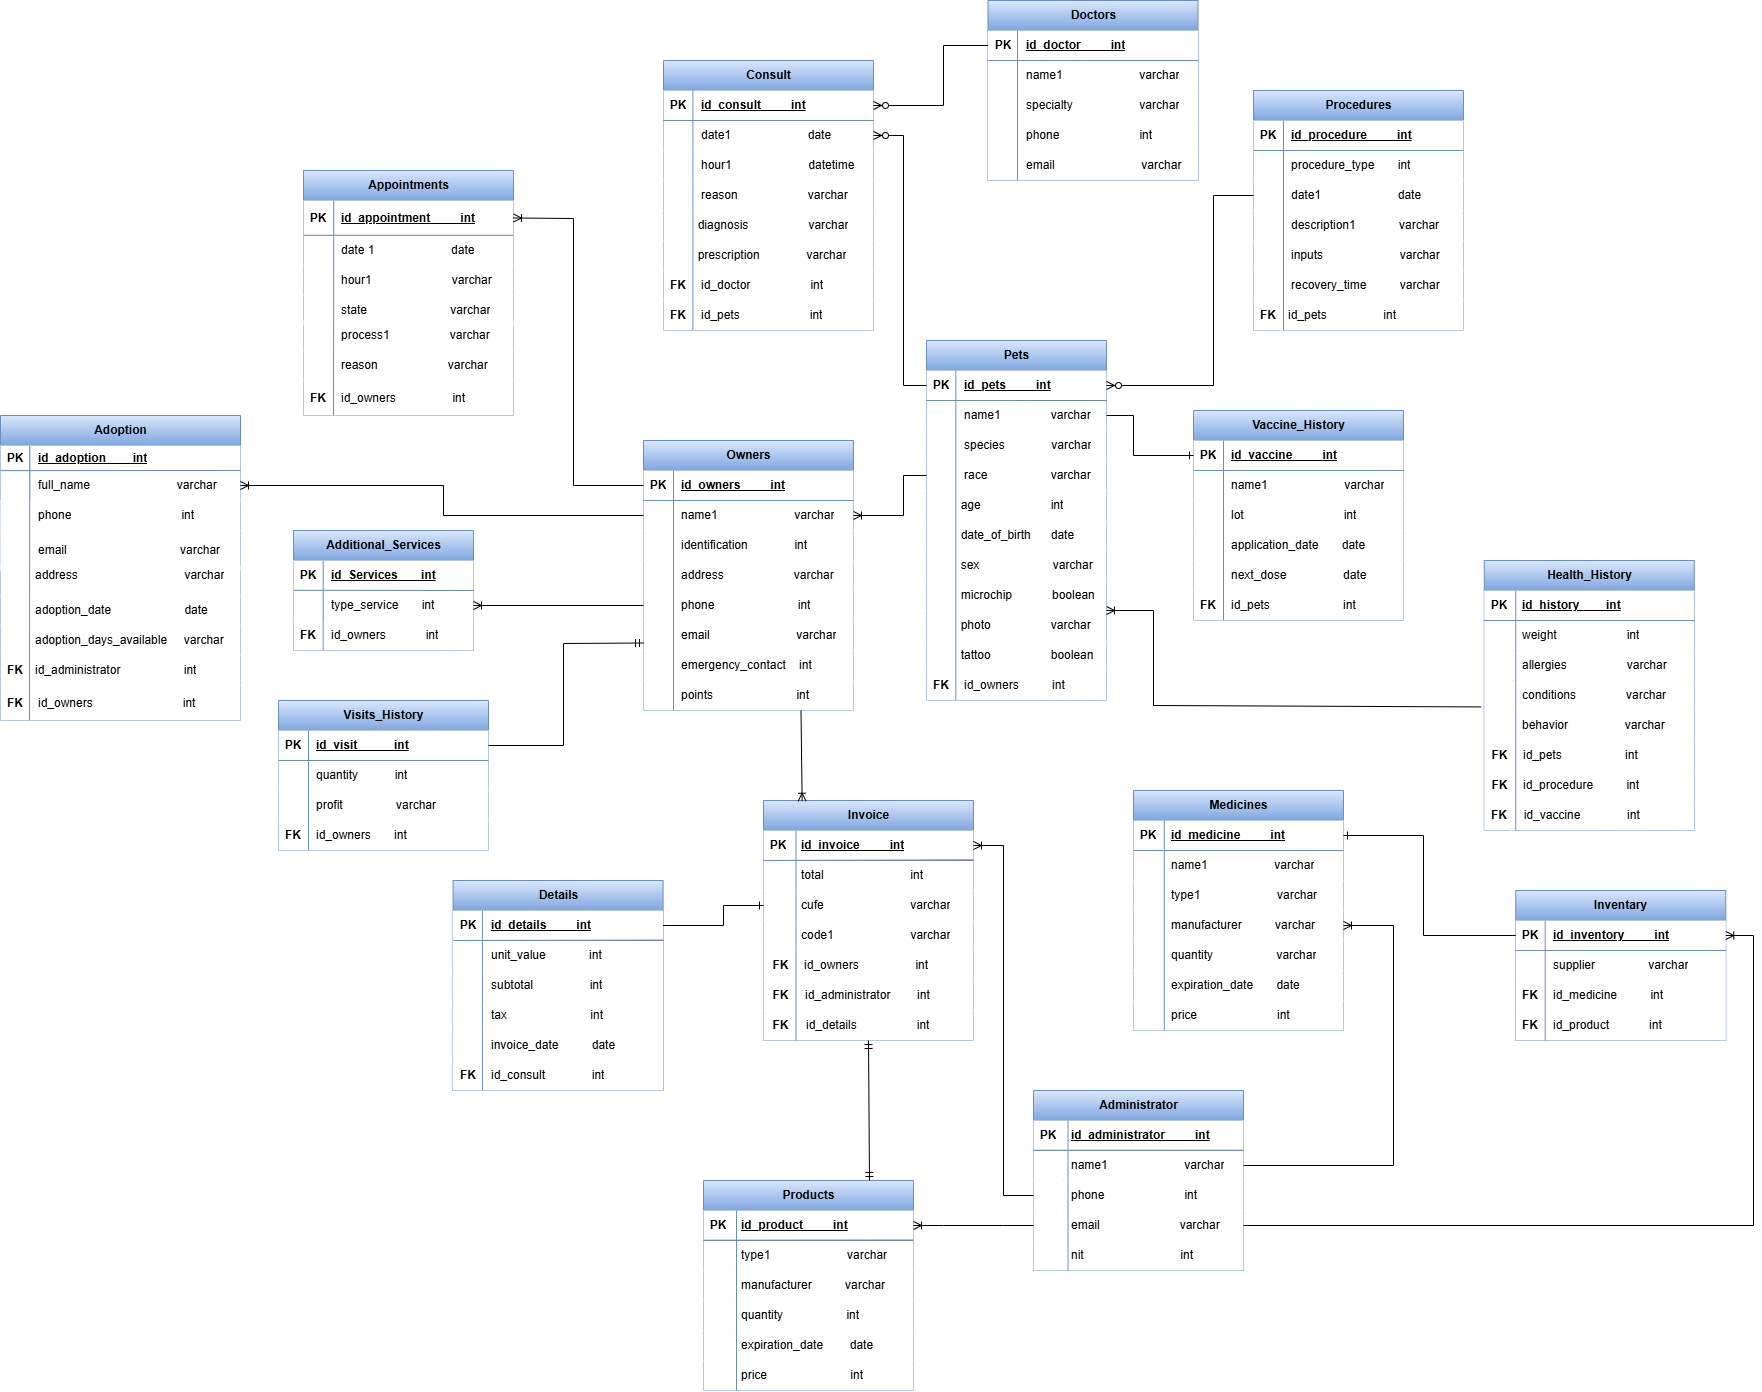 Doctors
PK id_doctor int
name1 varchar
specialty varchar
phone int
email varchar
Consult
PK id_consult int
date1 date
hour1 datetime
reason varchar
diagnosis varchar
prescription varchar
FK id_doctor int
FK id_pets int
Procedures
PK id_procedure int
procedure_type int
date1 date
description1 varchar
inputs varchar
recovery_time varchar
FK id_pets int
Appointments
PK id_appointment int
date 1 date
hour1 varchar
state varchar
process1 varchar
reason varchar
FK id_owners int
Pets
PK id_pets int
name1 varchar
species varchar
race varchar
age int
date_of_birth date
sex varchar
microchip boolean
photo varchar
tattoo boolean
FK id_owners int
Vaccine_History
PK id_vaccine int
name1 varchar
lot int
application_date date
next_dose date
FK id_pets int
Adoption
PK id_adoption int
full_name varchar
phone int
email varchar
address varchar
adoption_date date
adoption_days_available varchar
FK id_administrator int
FK id_owners int
Owners
PK id_owners int
name1 varchar
identification int
address varchar
phone int
email varchar
emergency_contact int
points int
Additional_Services
PK id_Services int
type_service int
FK id_owners int
Health_History
PK id_history int
weight int
allergies varchar
conditions varchar
behavior varchar
FK id_pets int
FK id_procedure int
FK id_vaccine int
Visits_History
PK id_visit int
quantity int
profit varchar
FK id_owners int
Invoice
PK id_invoice int
total int
cufe varchar
code1 varchar
FK id_owners int
FK id_administrator int
FK id_details int
Medicines
PK id_medicine int
name1 varchar
type1 varchar
manufacturer varchar
quantity varchar
expiration_date date
price int
Details
PK id_details int
unit_value int
subtotal int
tax int
invoice_date date
FK id_consult int
Inventary
PK id_inventory int
supplier varchar
FK id_medicine int
FK id_product int
Administrator
PK id_administrator int
name1 varchar
phone int
email varchar
nit int
Products
PK id_product int
type1 varchar
manufacturer varchar
quantity int
expiration_date date
price int